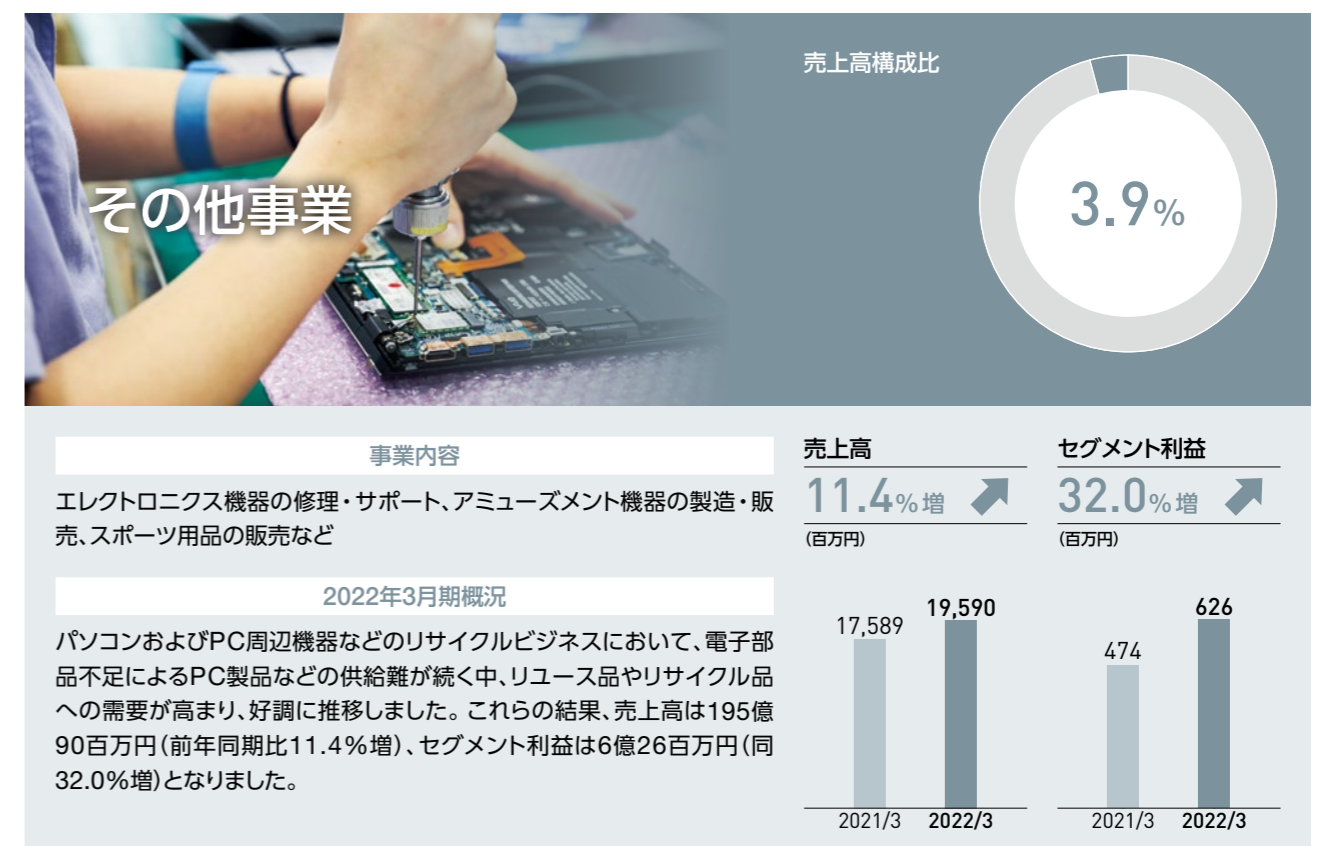 その他事業
売上高構成比
3.9%
事業内容
エレクトロニクス機器の修理・サポート、アミューズメント機器の製造・販
売、スポーツ用品の販売など
2022年3月期概況
パソコンおよびPC周辺機器などのリサイクルビジネスにおいて、電子部
品不足によるPC製品などの供給難が続く中、リユース品やリサイクル品
への需要が高まり、好調に推移しました。これらの結果、売上高は195億
90百万円(前年同期比11.4%増)、セグメント利益は6億26百万円(同
32.0%増)となりました。
売上高
11.4%増
(百万円)
17,589
19,590
2021/3
2022/3
セグメント利益
32.0%増
(百万円)
474
626
2021/3
2022/3